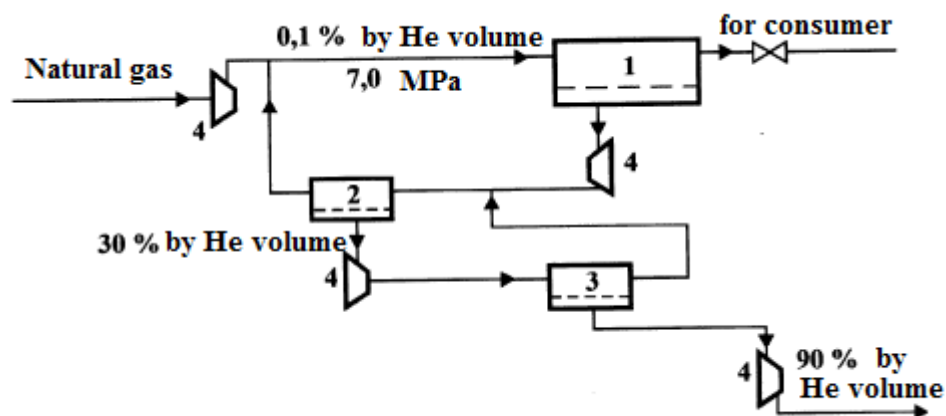 for consumer
0,1 % by He volume
Natural gas
7,0 MPa
1
4
4
2
30 % by He volume
4
3
4
90 % by
He volume